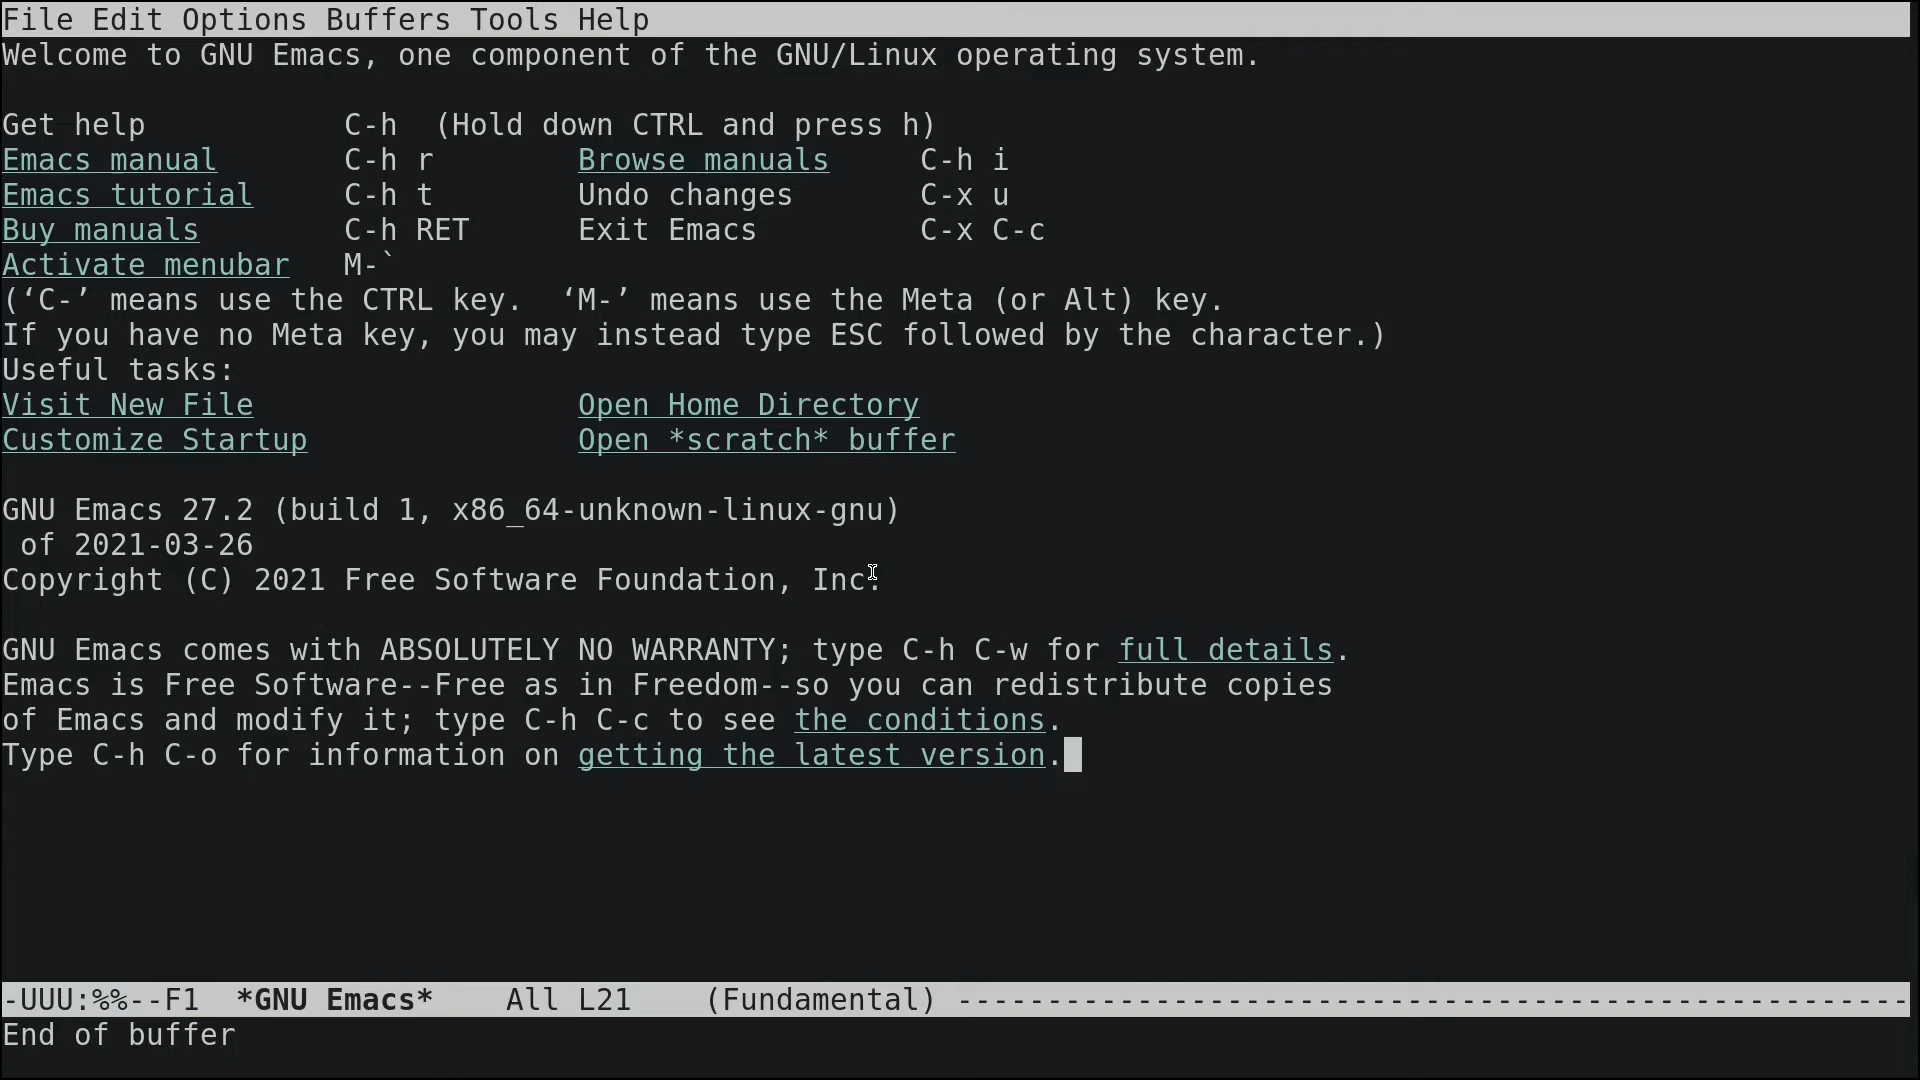 File Edit Options Buffers Tools Help
Welcome to GNU Emacs, one component of the GNU/Linux operating system.

Get help           C-h  (Hold down CTRL and press h)
Emacs manual       C-h r        Browse manuals     C-h i
Emacs tutorial     C-h t        Undo changes       C-x u
Buy manuals        C-h RET      Exit Emacs         C-x C-c
Activate menubar   M-`
(‘C-’ means use the CTRL key.  ‘M-’ means use the Meta (or Alt) key.
If you have no Meta key, you may instead type ESC followed by the character.)
Useful tasks:
Visit New File                  Open Home Directory
Customize Startup               Open *scratch* buffer

GNU Emacs 27.2 (build 1, x86_64-unknown-linux-gnu)
 of 2021-03-26
Copyright (C) 2021 Free Software Foundation, Inc.

GNU Emacs comes with ABSOLUTELY NO WARRANTY; type C-h C-w for full details.
Emacs is Free Software--Free as in Freedom--so you can redistribute copies
of Emacs and modify it; type C-h C-c to see the conditions.
Type C-h C-o for information on getting the latest version.
-UUU:%%--F1  *GNU Emacs*    All L21    (Fundamental) -----------------------------------------------------
End of buffer